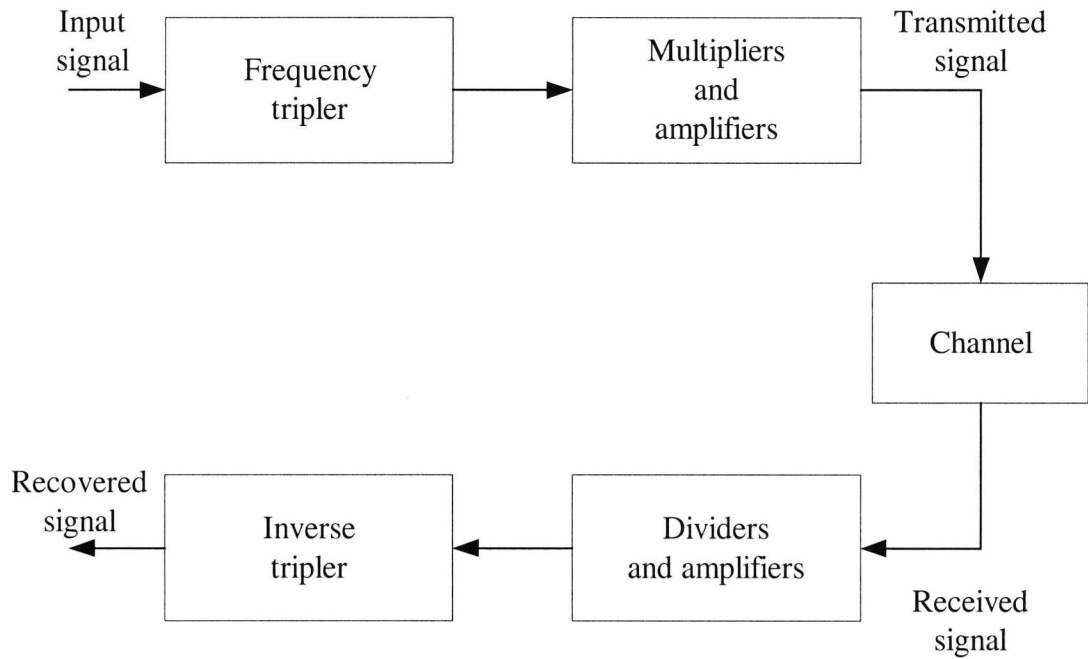 Input
signal
Frequency
tripler
Multipliers
and
amplifiers
Transmitted
signal
Channel
Received
signal
Dividers
and amplifiers
Inverse
tripler
Recovered
signal